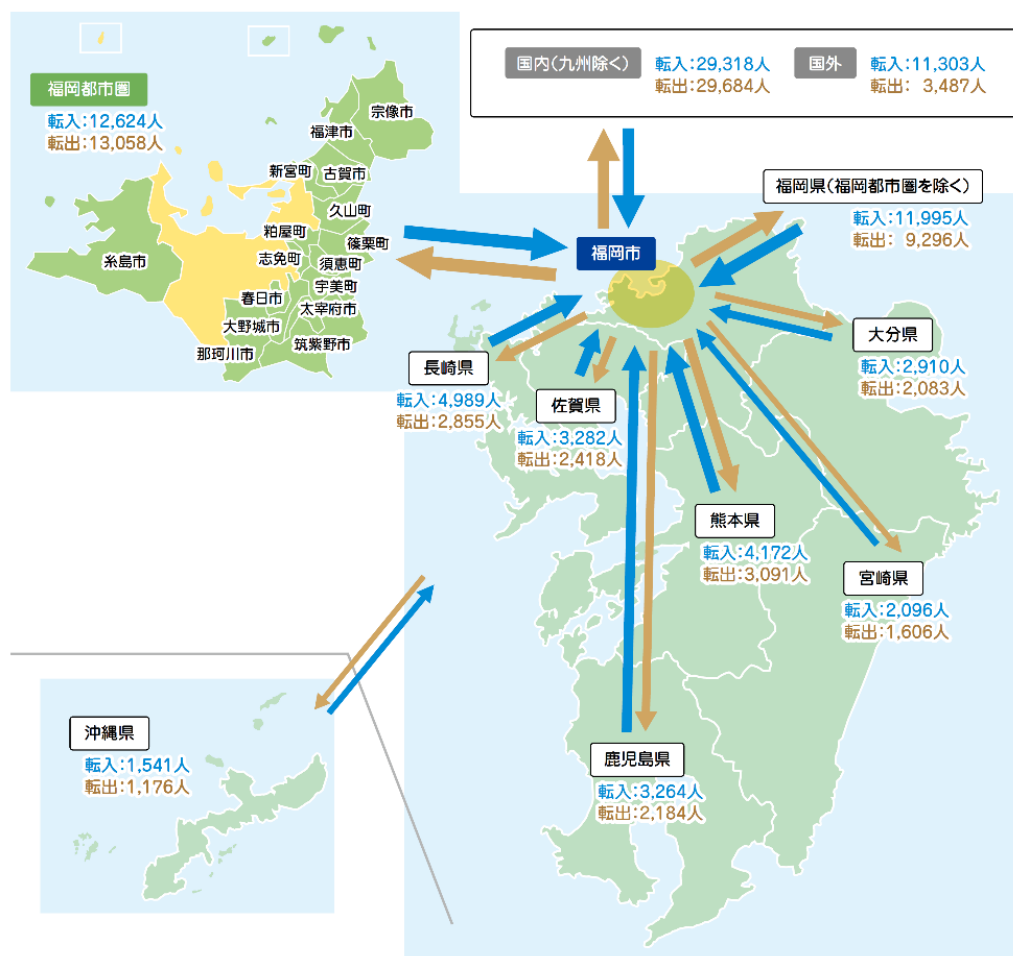 福岡都市圏
転入:12,624人
転出:13,058人
国内(九州除く)
転入:29,318人
転出:29,684人
国外
転入:11,303人
転出: 3,487人
宗像市
福津市
新宮町
古賀市
久山町
粕屋町
篠栗町
志免町
須恵町
糸島市
宇美町
春日市
太宰府市
大野城市
筑紫野市
那珂川市
福岡市
福岡県(福岡都市圏を除く)
転入:11,995人
転出: 9,296人
大分県
転入:2,910人
転出:2,083人
長崎県
転入:4,989人
転出:2,855人
佐賀県
転入:3,282人
転出:2,418人
熊本県
転入:4,172人
転出:3,091人
宮崎県
転入:2,096人
転出:1,606人
沖縄県
転入:1,541人
転出:1,176人
鹿児島県
転入:3,264人
転出:2,184人